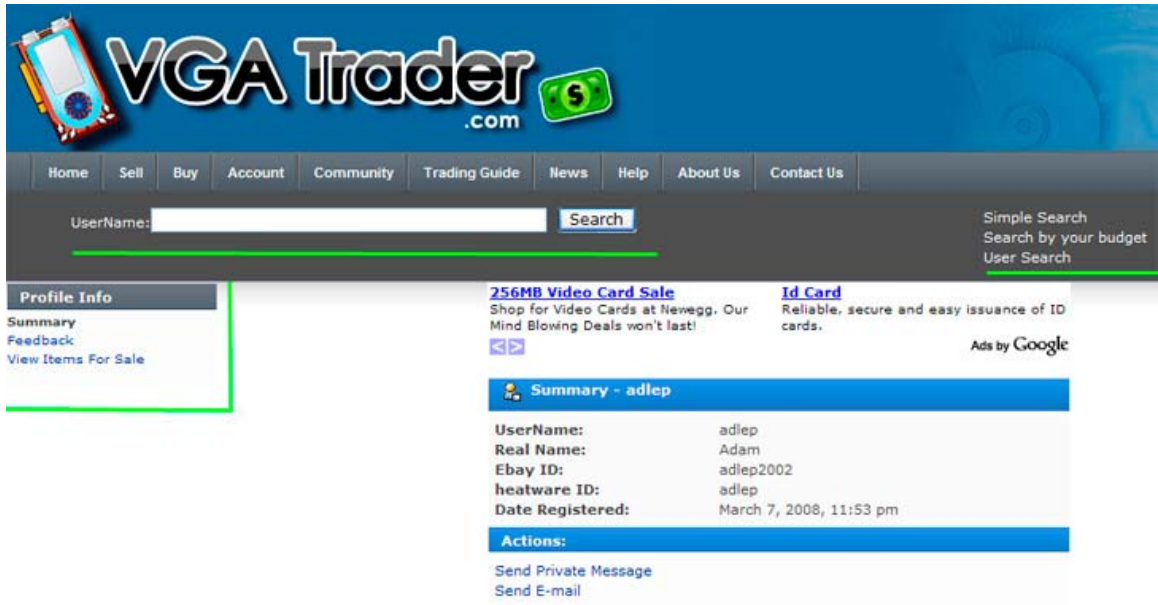 VGA Trader
.com
$
Home Sell Buy Account Community Trading Guide News Help About Us Contact Us
UserName: Search
Simple Search
Search by your budget
User Search
Profile Info
Summary
Feedback
View Items For Sale
256MB Video Card Sale
Shop for Video Cards at Newegg. Our
Mind Blowing Deals won't last!
Id Card
Reliable, secure and easy issuance of ID
cards.
< >
Ads by Google
Summary - adlep
UserName: adlep
Real Name: Adam
Ebay ID: adlep2002
heatware ID: adlep
Date Registered: March 7, 2008, 11:53 pm
Actions:
Send Private Message
Send E-mail